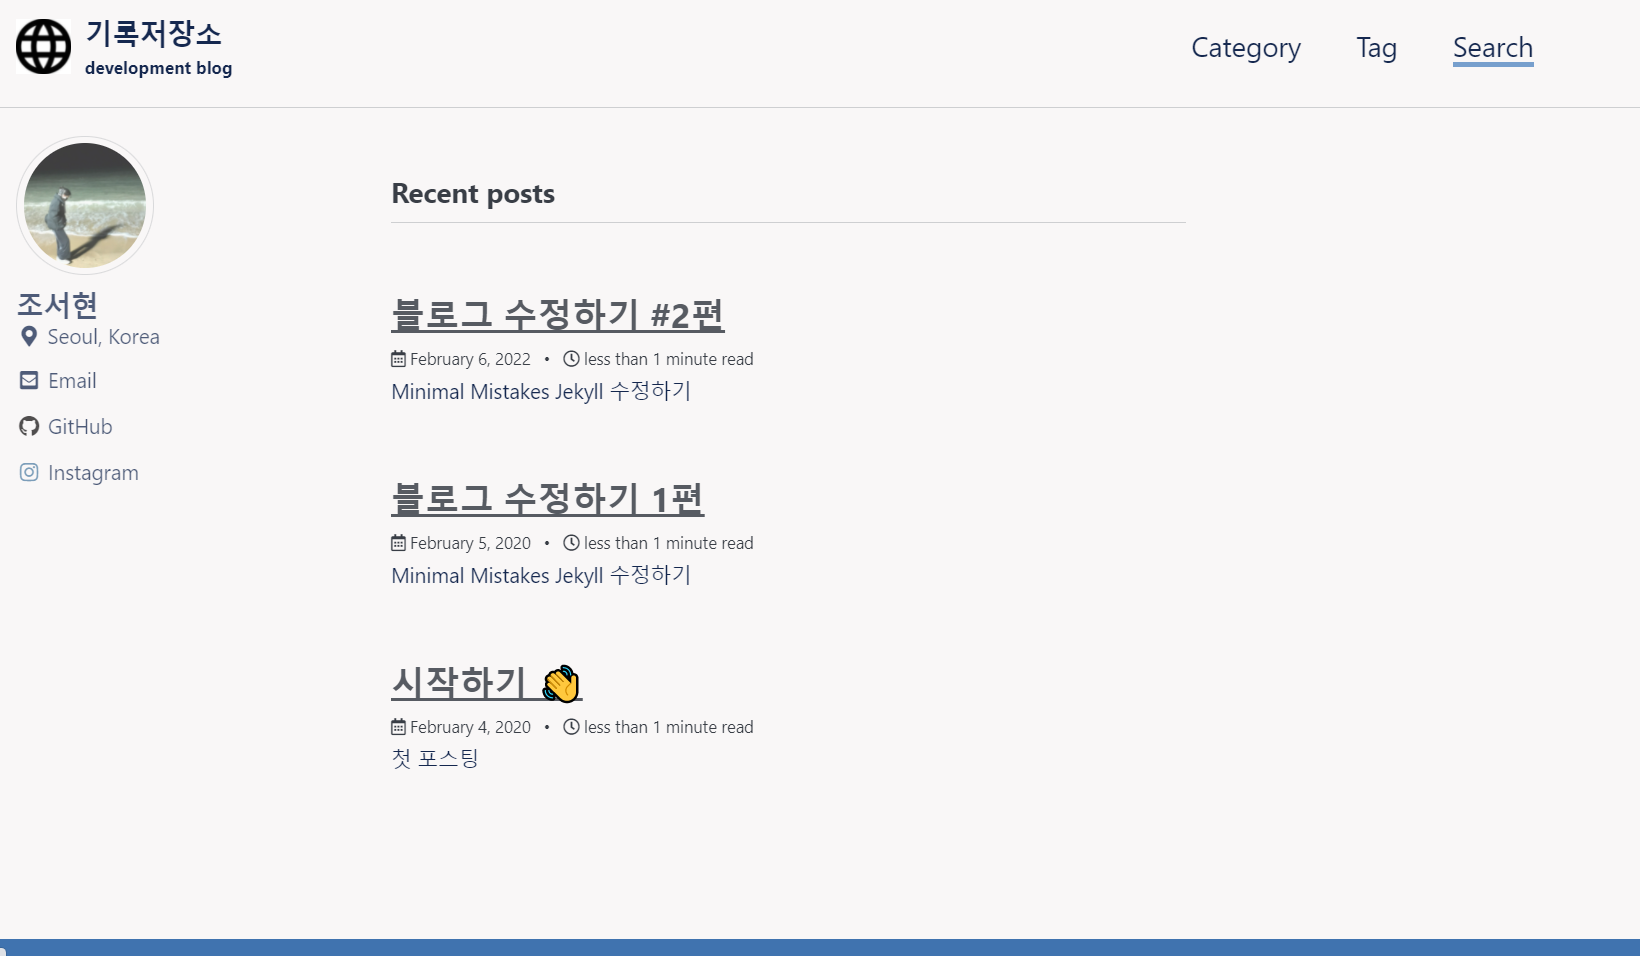 기록저장소
development blog
Category Tag Search
조서현
Seoul, Korea
Email
GitHub
Instagram
Recent posts
블로그 수정하기 #2편
February 6, 2022 • less than 1 minute read
Minimal Mistakes Jekyll 수정하기
블로그 수정하기 1편
February 5, 2020 • less than 1 minute read
Minimal Mistakes Jekyll 수정하기
시작하기 👋
February 4, 2020 • less than 1 minute read
첫 포스팅